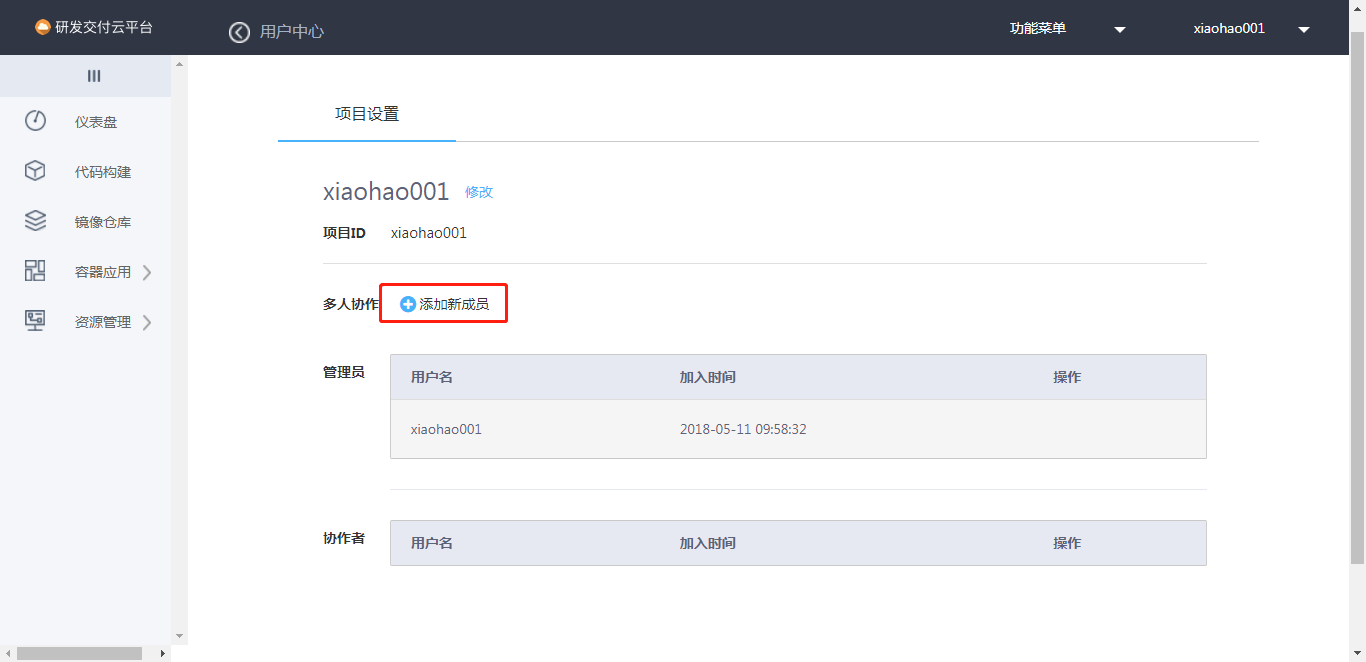 研发交付云平台
用户中心
功能菜单
xiaohao001
仪表盘
代码构建
镜像仓库
容器应用
资源管理
项目设置
xiaohao001 修改
项目ID xiaohao001
多人协作 添加新成员
管理员
用户名 加入时间 操作
xiaohao001 2018-05-11 09:58:32
协作者
用户名 加入时间 操作